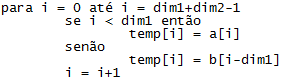 para i = 0 até i = dim1+dim2-1
se i < dim1 então
temp[i] = a[i]
senão
temp[i] = b[i-dim1]
i = i+1